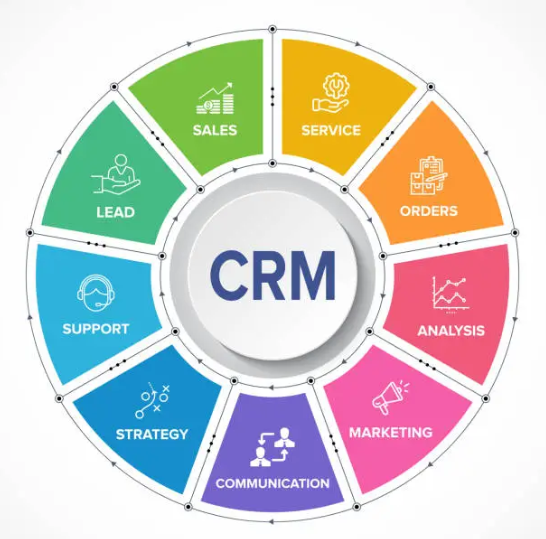 SALES
SERVICE
ORDERS
ANALYSIS
MARKETING
COMMUNICATION
STRATEGY
SUPPORT
LEAD
CRM